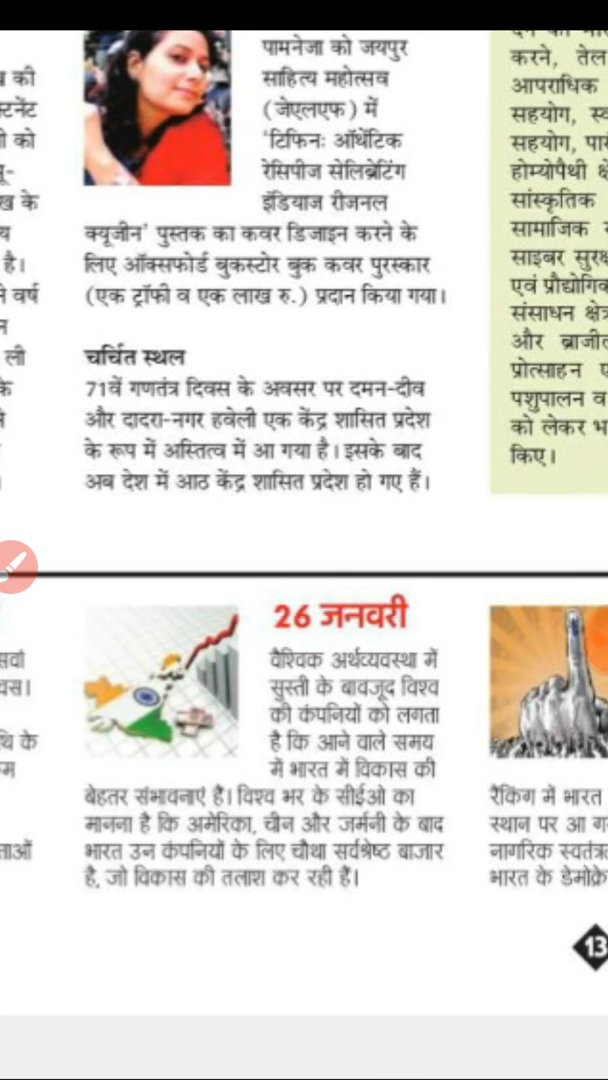 ख की
स्टनेंट
ी को
भू-
ख के
य
है।
ने वर्ष
न
ली
के
पामनेजा को जयपुर
साहित्य महोत्सव
(जेएलएफ) में
'टिफिनः ऑथेंटिक
रेसिपीज सेलिब्रेटिंग
इंडियाज रीजनल
क्यूजीन' पुस्तक का कवर डिजाइन करने के
लिए ऑक्सफोर्ड बुकस्टोर बुक कवर पुरस्कार
(एक ट्रॉफी व एक लाख रु.) प्रदान किया गया।
चर्चित स्थल
71वें गणतंत्र दिवस के अवसर पर दमन-दीव
और दादरा-नगर हवेली एक केंद्र शासित प्रदेश
के रूप में अस्तित्व में आ गया है। इसके बाद
अब देश में आठ केंद्र शासित प्रदेश हो गए हैं।
करने, तेल
आपराधिक
सहयोग, स्व
सहयोग, पार
होम्योपैथी क्षे
सांस्कृतिक
सामाजिक स
साइबर सुरक्ष
एवं प्रौद्योगिक
संसाधन क्षेत्र
और ब्राजील
प्रोत्साहन ए
पशुपालन व
को लेकर भ
किए।
सवां
वस।
थि के
म
ताओं
26 जनवरी
वैश्विक अर्थव्यवस्था में
सुस्ती के बावजूद विश्व
की कंपनियों को लगता
है कि आने वाले समय
में भारत में विकास की
बेहतर संभावनाएं हैं। विश्व भर के सीईओ का
मानना है कि अमेरिका, चीन और जर्मनी के बाद
भारत उन कंपनियों के लिए चौथा सर्वश्रेष्ठ बाजार
है, जो विकास की तलाश कर रही हैं।
रैंकिंग में भारत
स्थान पर आ ग
नागरिक स्वतंत्र
भारत के डेमोक्रे
13